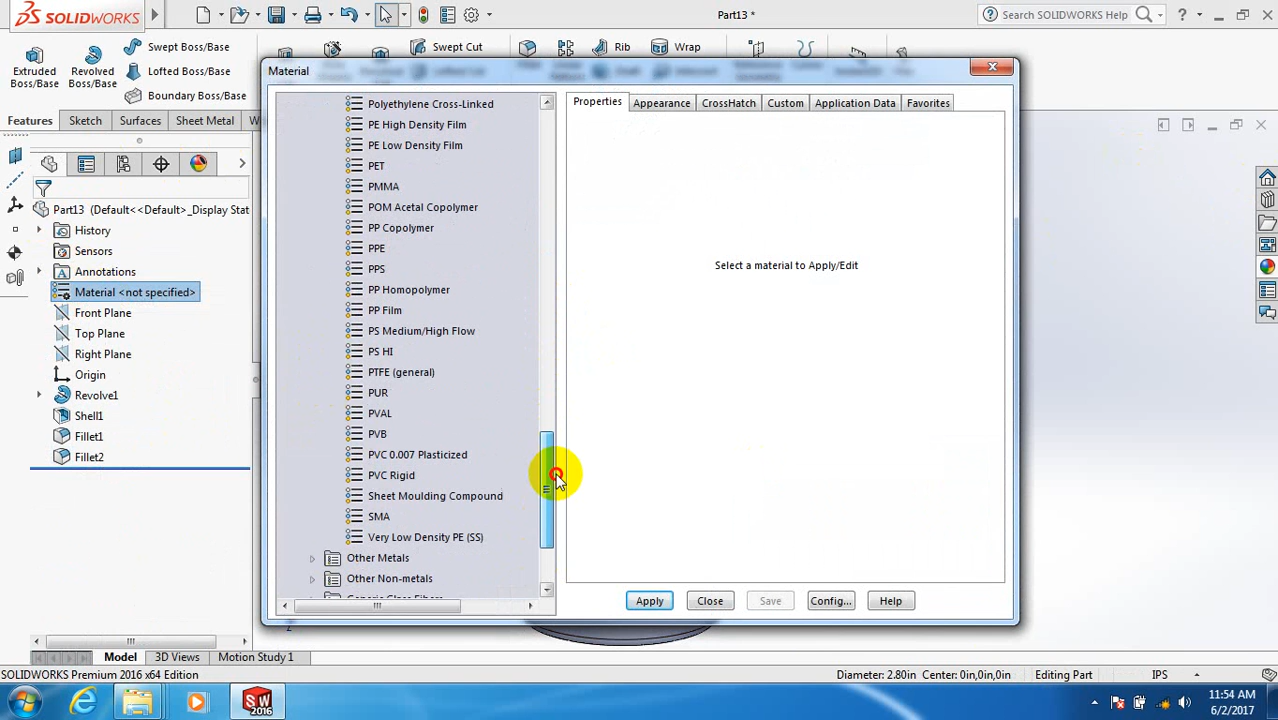 SOLIDWORKS
Part13 *
Search SOLIDWORKS Help
Extruded Boss/Base
Revolved Boss/Base
Swept Boss/Base
Lofted Boss/Base
Boundary Boss/Base
Swept Cut
Rib
Wrap
Features
Sketch
Surfaces
Sheet Metal
Material
Properties
Appearance
CrossHatch
Custom
Application Data
Favorites
Select a material to Apply/Edit
Polyethylene Cross-Linked
PE High Density Film
PE Low Density Film
PET
PMMA
POM Acetal Copolymer
PP Copolymer
PPE
PPS
PP Homopolymer
PP Film
PS Medium/High Flow
PS HI
PTFE (general)
PUR
PVAL
PVB
PVC 0.007 Plasticized
PVC Rigid
Sheet Moulding Compound
SMA
Very Low Density PE (SS)
Other Metals
Other Non-metals
Generic Glass Fibers
Apply
Close
Save
Config...
Help
Part13 (Default<<Default>_Display Stat
History
Sensors
Annotations
Material <not specified>
Front Plane
Top Plane
Right Plane
Origin
Revolve1
Shell1
Fillet1
Fillet2
Model
3D Views
Motion Study 1
SOLIDWORKS Premium 2016 x64 Edition
Diameter: 2.80in Center: 0in,0in,0in
Editing Part
IPS
SW
2016
11:54 AM
6/2/2017